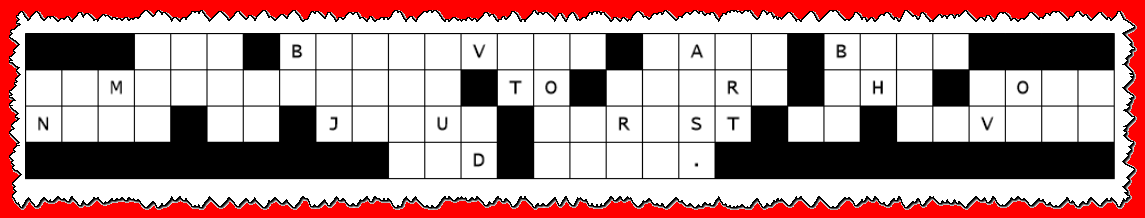 B V A B
M T O R H O
N J U R S T V
D .